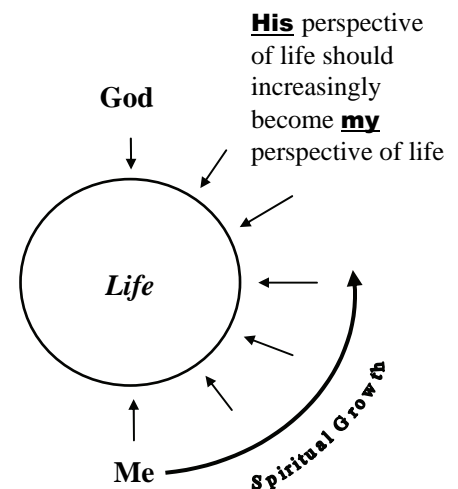 His perspective
of life should
increasingly
become my
perspective of life
God
Life
Me
Spiritual Growth